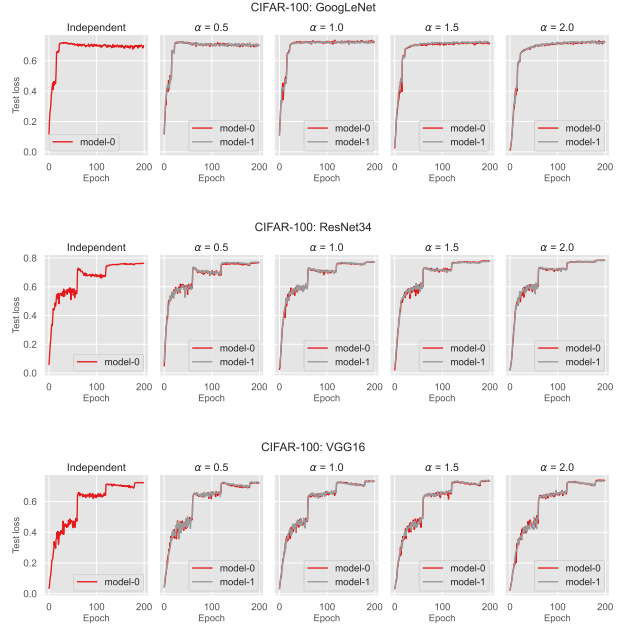 CIFAR-100: GoogLeNet
Independent α = 0.5 α = 1.0 α = 1.5 α = 2.0
Test loss
0.6
0.4
0.2
0.0
model-0 model-0 model-0 model-0 model-0
model-1 model-1 model-1 model-1
0 100 200 0 100 200 0 100 200 0 100 200 0 100 200
Epoch Epoch Epoch Epoch Epoch
CIFAR-100: ResNet34
Independent α = 0.5 α = 1.0 α = 1.5 α = 2.0
Test loss
0.8
0.6
0.4
0.2
0.0
model-0 model-0 model-0 model-0
model-0 model-1 model-1 model-1 model-1
0 100 200 0 100 200 0 100 200 0 100 200 0 100 200
Epoch Epoch Epoch Epoch Epoch
CIFAR-100: VGG16
Independent α = 0.5 α = 1.0 α = 1.5 α = 2.0
Test loss
0.6
0.4
0.2
0.0
model-0 model-0 model-0 model-0
model-0 model-1 model-1 model-1 model-1
0 100 200 0 100 200 0 100 200 0 100 200 0 100 200
Epoch Epoch Epoch Epoch Epoch